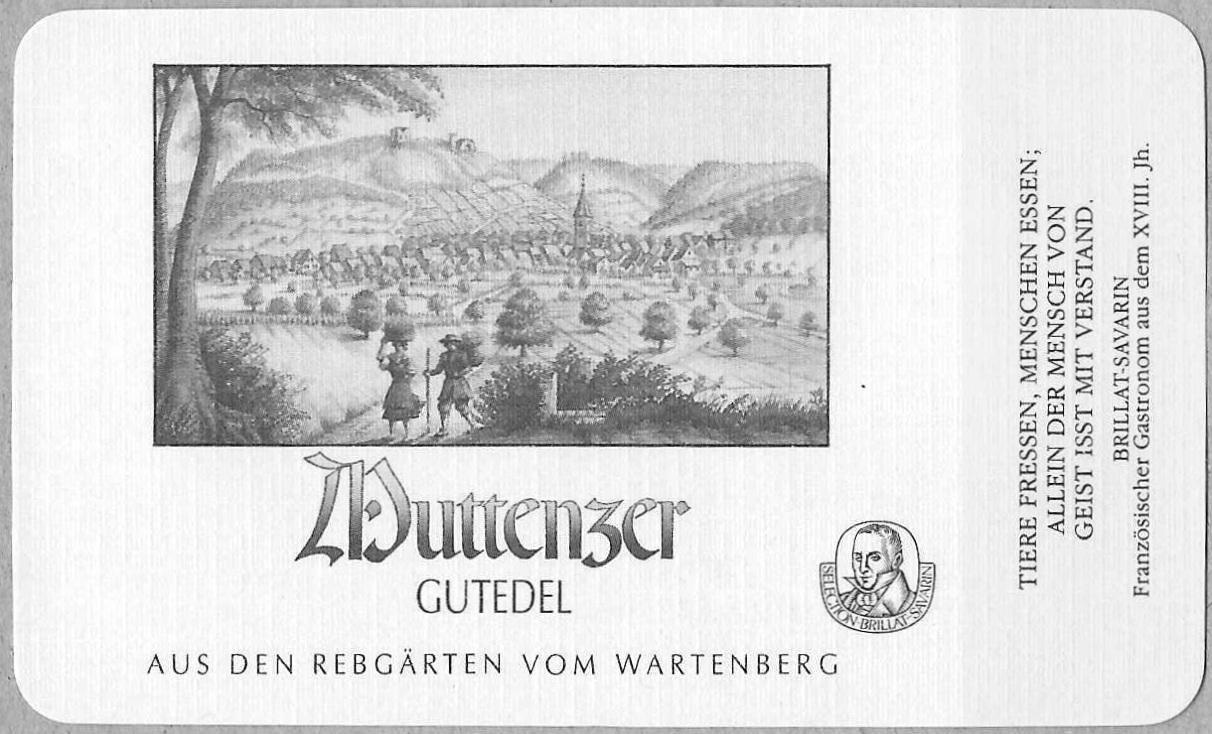 Muttenzer
GUTEDEL
AUS DEN REBGÄRTEN VOM WARTENBERG
SELECTION-BRILLAT-SAVARIN
TIERE FRESSEN, MENSCHEN ESSEN;
ALLEIN DER MENSCH VON
GEIST ISST MIT VERSTAND.
BRILLAT-SAVARIN
Französischer Gastronom aus dem XVIII. Jh.